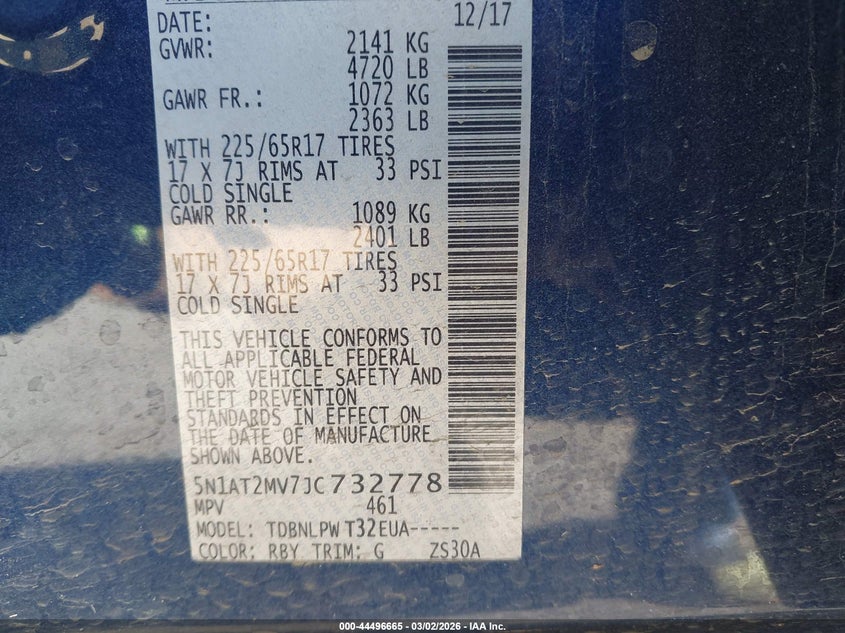 DATE: 12/17
GVWR: 2141 KG
4720 LB
GAWR FR.: 1072 KG
2363 LB
WITH 225/65R17 TIRES
17 X 7J RIMS AT 33 PSI
COLD SINGLE
GAWR RR.: 1089 KG
2401 LB
WITH 225/65R17 TIRES
17 X 7J RIMS AT 33 PSI
COLD SINGLE
THIS VEHICLE CONFORMS TO
ALL APPLICABLE FEDERAL
MOTOR VEHICLE SAFETY AND
THEFT PREVENTION
STANDARDS IN EFFECT ON
THE DATE OF MANUFACTURE
SHOWN ABOVE.
5N1AT2MV7JC732778
MPV 461
MODEL: TDBNLPW T32EUA-----
COLOR: RBY TRIM: G ZS30A
000-44496665 - 03/02/2026 - IAA Inc.